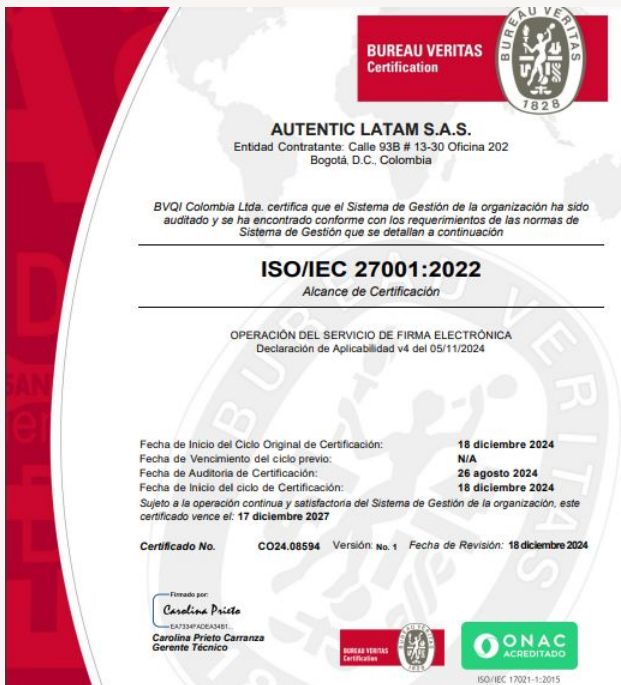 BUREAU VERITAS
Certification
BUREAU VERITAS
1828
AUTENTIC LATAM S.A.S.
Entidad Contratante: Calle 93B # 13-30 Oficina 202
Bogotá, D.C., Colombia
BVQI Colombia Ltda. certifica que el Sistema de Gestión de la organización ha sido
auditado y se ha encontrado conforme con los requerimientos de las normas de
Sistema de Gestión que se detallan a continuación
ISO/IEC 27001:2022
Alcance de Certificación
OPERACIÓN DEL SERVICIO DE FIRMA ELECTRÓNICA
Declaración de Aplicabilidad v4 del 05/11/2024
Fecha de Inicio del Ciclo Original de Certificación: 18 diciembre 2024
Fecha de Vencimiento del ciclo previo: N/A
Fecha de Auditoria de Certificación: 26 agosto 2024
Fecha de Inicio del ciclo de Certificación: 18 diciembre 2024
Sujeto a la operación continua y satisfactoria del Sistema de Gestión de la organización, este
certificado vence el: 17 diciembre 2027
Certificado No. CO24.08594 Versión: No. 1 Fecha de Revisión: 18 diciembre 2024
Firmado por:
Carolina Prieto
EA7334FADEA34B1...
Carolina Prieto Carranza
Gerente Técnico
BUREAU VERITAS
Certification
ONAC
ACREDITADO
ISO/IEC 17021-1:2015